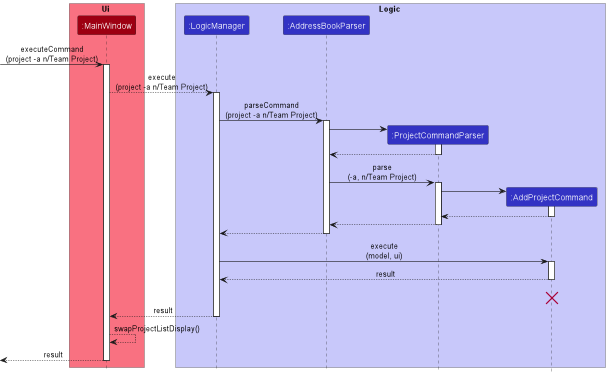 Ui
Logic
:MainWindow
:LogicManager
:AddressBookParser
executeCommand
(project -a n/Team Project)
execute
(project -a n/Team Project)
parseCommand
(project -a n/Team Project)
:ProjectCommandParser
parse
(-a, n/Team Project)
:AddProjectCommand
execute
(model, ui)
result
result
swapProjectListDisplay()
result